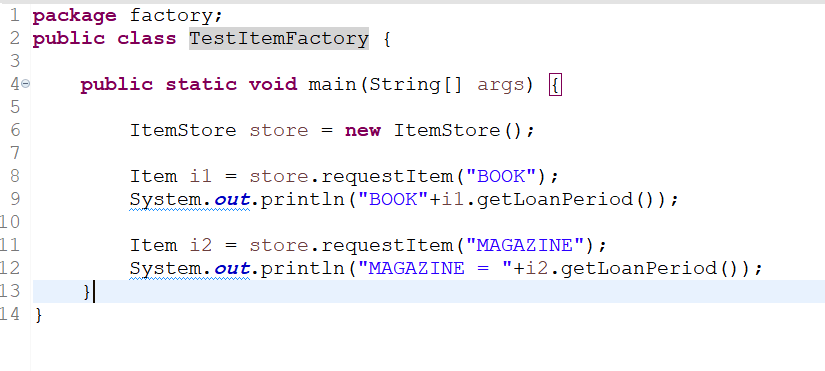 1 package factory;
2 public class TestItemFactory {
3
4 public static void main(String[] args) {
5
6 ItemStore store = new ItemStore();
7
8 Item i1 = store.requestItem("BOOK");
9 System.out.println("BOOK"+i1.getLoanPeriod());
10
11 Item i2 = store.requestItem("MAGAZINE");
12 System.out.println("MAGAZINE = "+i2.getLoanPeriod());
13 }
14 }